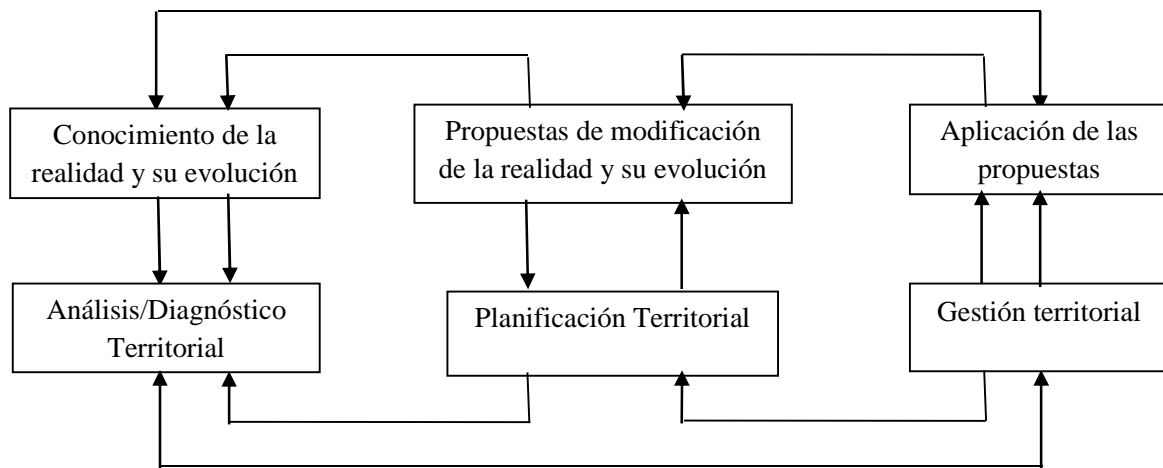 Conocimiento de la
realidad y su evolución
Propuestas de modificación
de la realidad y su evolución
Aplicación de las
propuestas
Análisis/Diagnóstico
Territorial
Planificación Territorial
Gestión territorial